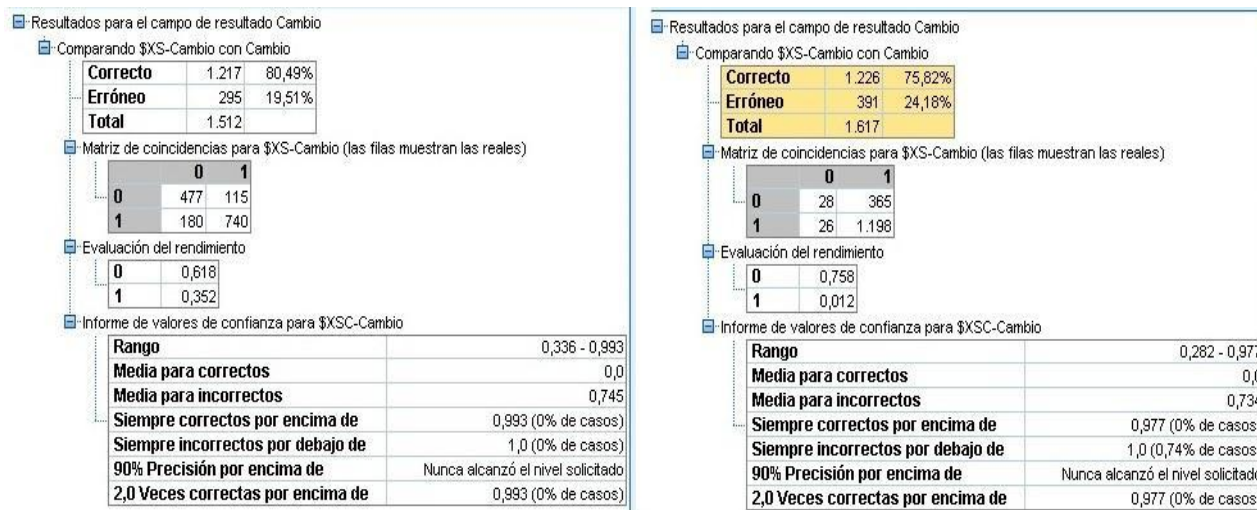 Resultados para el campo de resultado Cambio
Comparando $XS-Cambio con Cambio
Correcto 1.217 80,49%
Erróneo 295 19,51%
Total 1.512
Matriz de coincidencias para $XS-Cambio (las filas muestran las reales)
0 1
0 477 115
1 180 740
Evaluación del rendimiento
0 0,618
1 0,352
Informe de valores de confianza para $XSC-Cambio
Rango 0,336 - 0,993
Media para correctos 0,0
Media para incorrectos 0,745
Siempre correctos por encima de 0,993 (0% de casos)
Siempre incorrectos por debajo de 1,0 (0% de casos)
90% Precisión por encima de Nunca alcanzó el nivel solicitado
2,0 Veces correctas por encima de 0,993 (0% de casos)
Resultados para el campo de resultado Cambio
Comparando $XS-Cambio con Cambio
Correcto 1.226 75,82%
Erróneo 391 24,18%
Total 1.617
Matriz de coincidencias para $XS-Cambio (las filas muestran las reales)
0 1
0 28 365
1 26 1.198
Evaluación del rendimiento
0 0,758
1 0,012
Informe de valores de confianza para $XSC-Cambio
Rango 0,282 - 0,977
Media para correctos 0,0
Media para incorrectos 0,734
Siempre correctos por encima de 0,977 (0% de casos
Siempre incorrectos por debajo de 1,0 (0,74% de casos
90% Precisión por encima de Nunca alcanzó el nivel solicitado
2,0 Veces correctas por encima de 0,977 (0% de casos